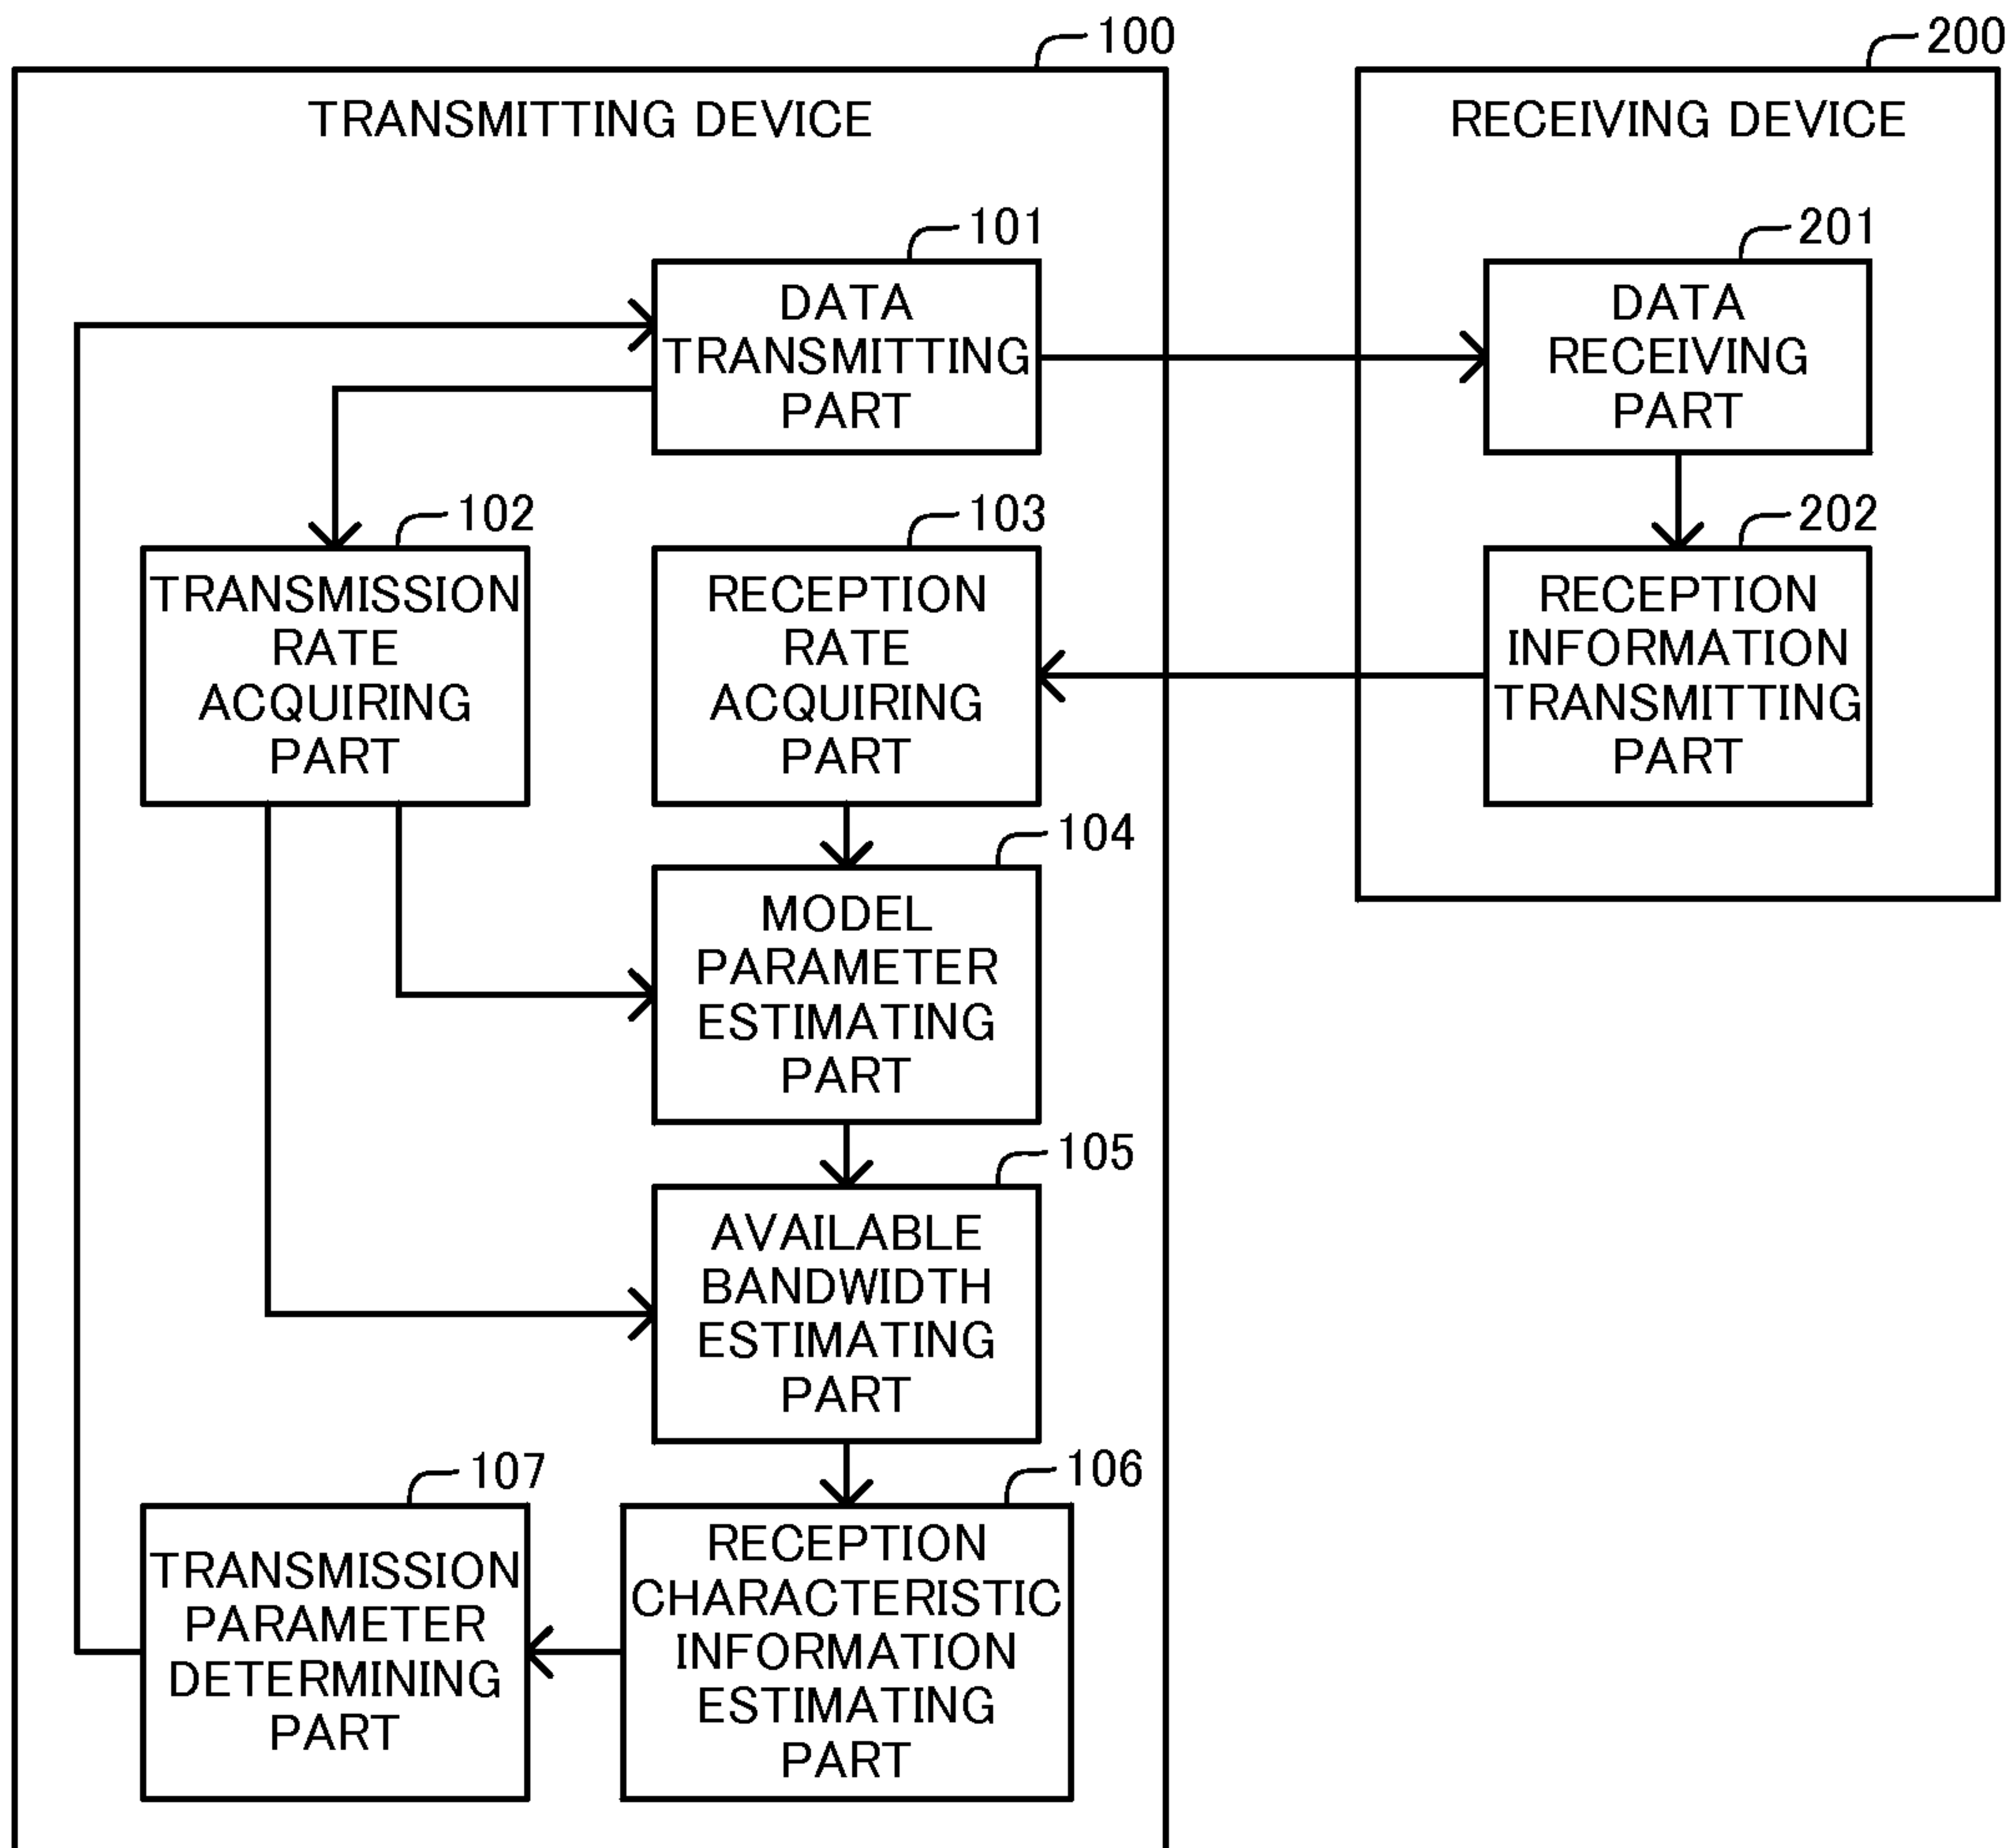 100
200
TRANSMITTING DEVICE
RECEIVING DEVICE
101
DATA
TRANSMITTING
PART
201
DATA
RECEIVING
PART
102
TRANSMISSION
RATE
ACQUIRING
PART
103
RECEPTION
RATE
ACQUIRING
PART
202
RECEPTION
INFORMATION
TRANSMITTING
PART
104
MODEL
PARAMETER
ESTIMATING
PART
105
AVAILABLE
BANDWIDTH
ESTIMATING
PART
107
TRANSMISSION
PARAMETER
DETERMINING
PART
106
RECEPTION
CHARACTERISTIC
INFORMATION
ESTIMATING
PART